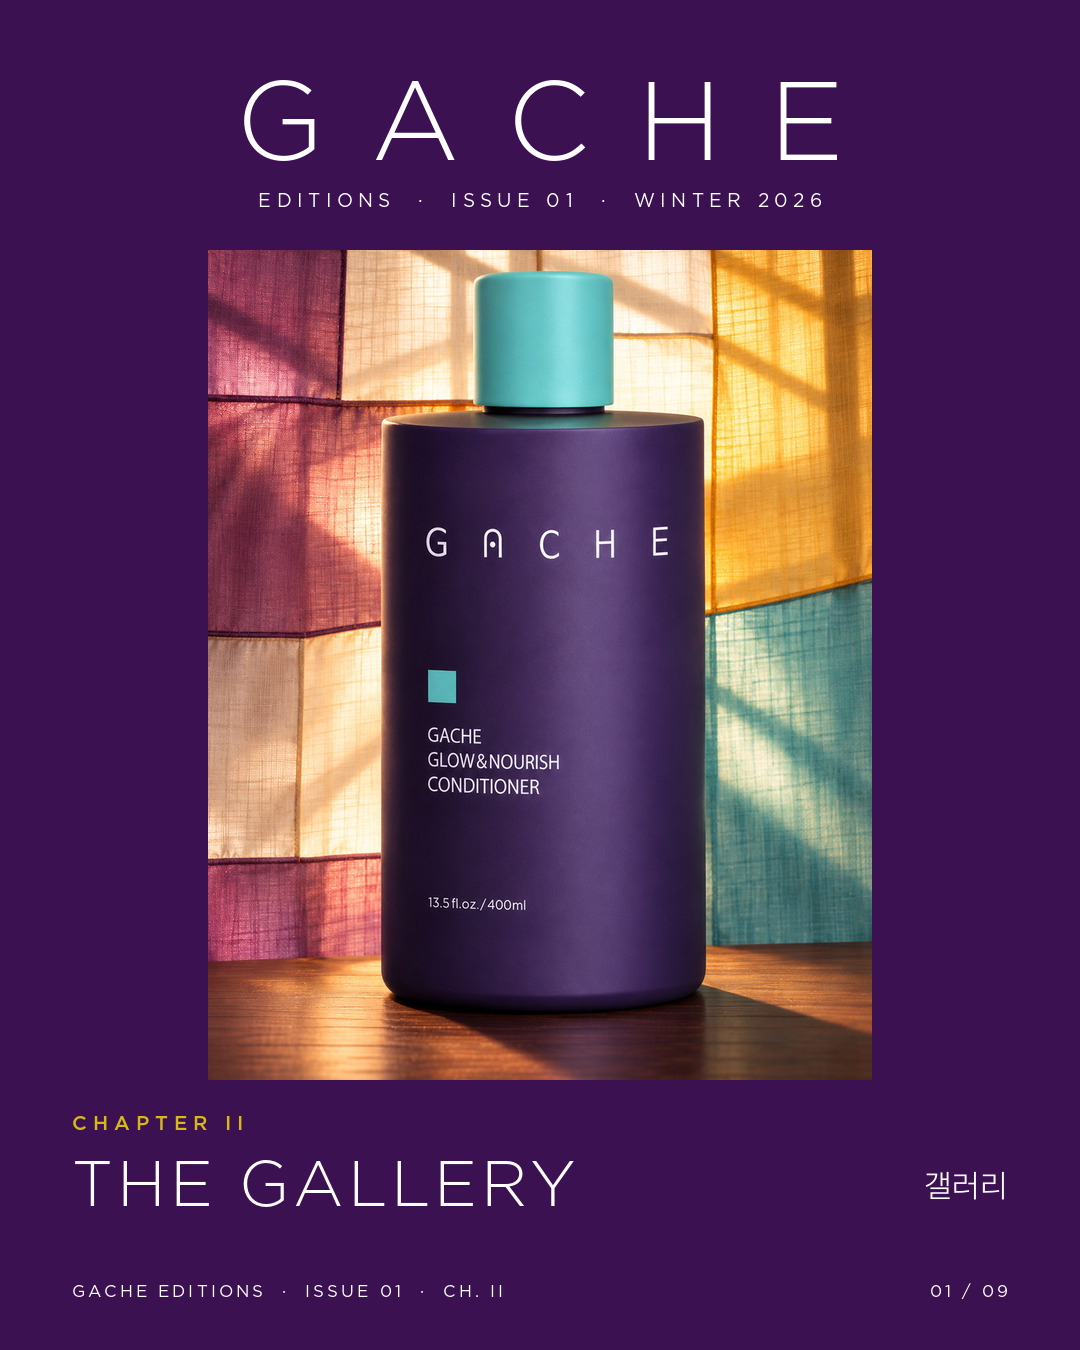 GACHE
EDITIONS · ISSUE 01 · WINTER 2026
GACHE
GACHE
GLOW&NOURISH
CONDITIONER
13.5 fl.oz./400ml
CHAPTER II
THE GALLERY
갤러리
GACHE EDITIONS · ISSUE 01 · CH. II
01 / 09